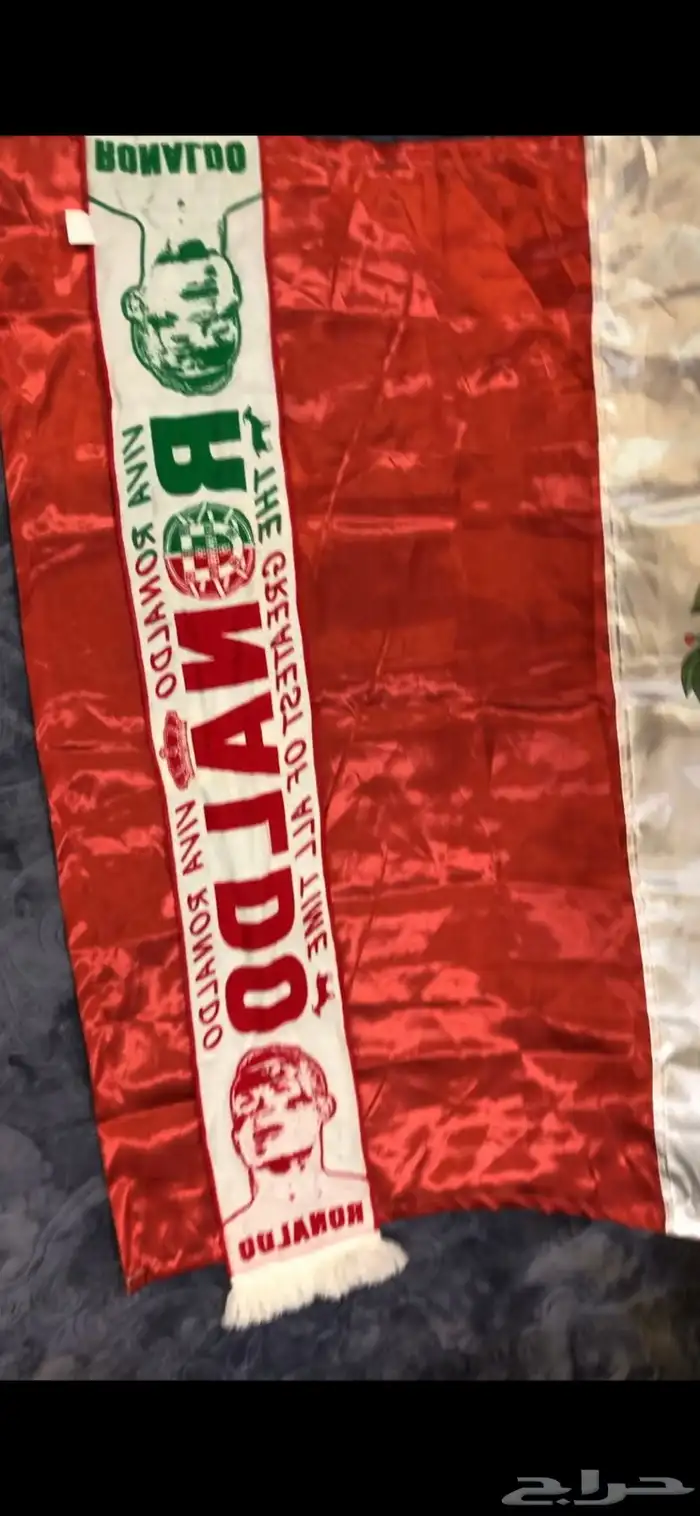 RONALDO
THE GREATEST OF ALL TIME
RONALDO
VIVA RONALDO VIVA RONALDO
RONALDO
حراج